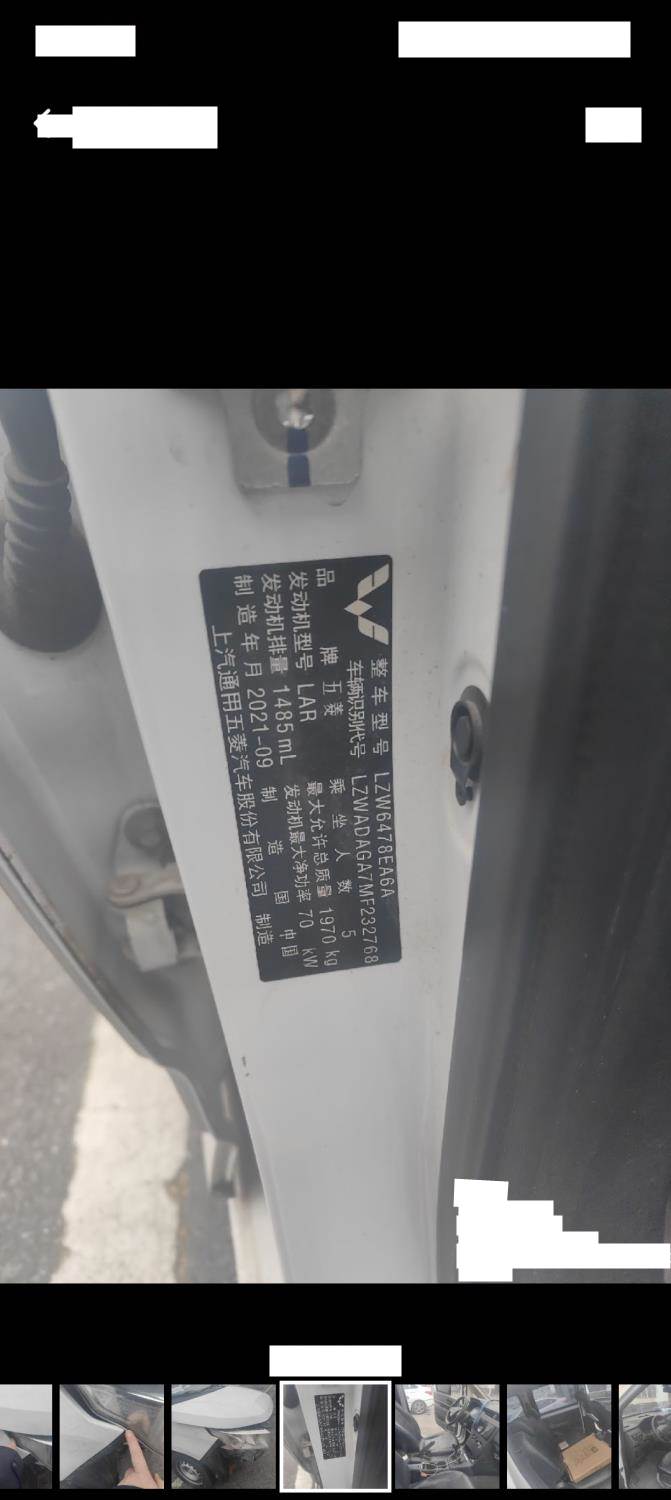 整车型号 LZW6478EA6A
车辆识别代号 LZWADAGA7MF232768
品牌 五菱 乘坐人数 5
发动机型号 LAR 最大允许总质量 1970 kg
发动机排量 1485 mL 发动机最大净功率 70 kW
制造年月 2021-09 制造国 中国
上汽通用五菱汽车股份有限公司 制造